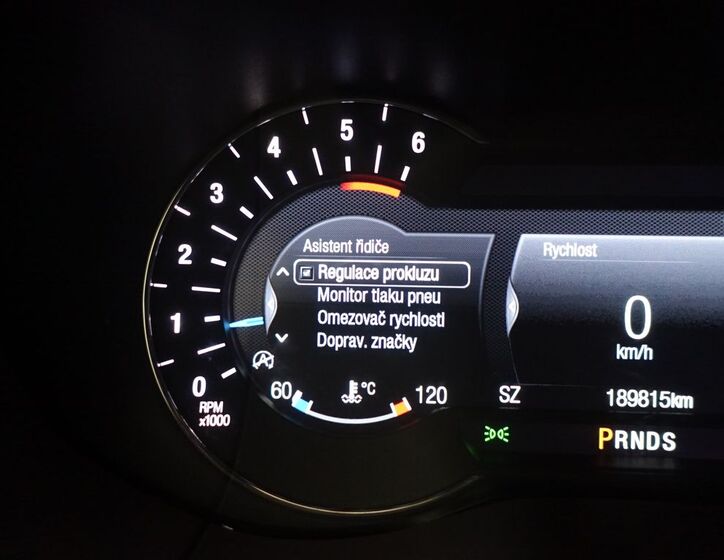 6
5
4
3
2
1
0
RPM
x1000
Asistent řidiče
Regulace prokluzu
Monitor tlaku pneu
Omezovač rychlosti
Doprav. značky
60 °C 120
Rychlost
0
km/h
SZ 189815km
PRNDS